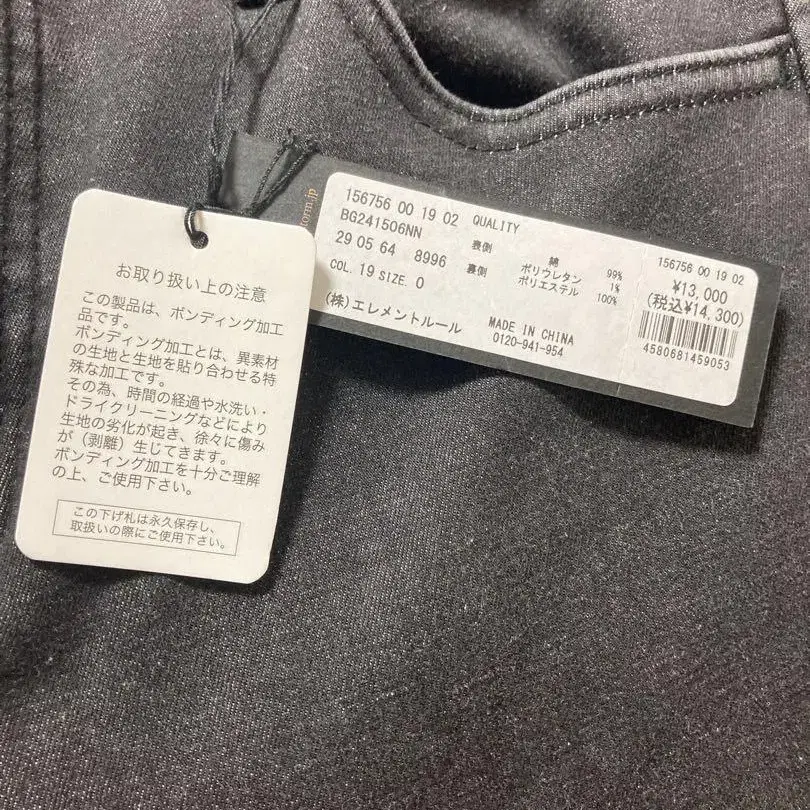 お取り扱い上の注意
この製品は、ボンディング加工
品です。
ボンディング加工とは、異素材
の生地と生地を貼り合わせる特
殊な加工です。
その為、時間の経過や水洗い・
ドライクリーニングなどにより
生地の劣化が起き、徐々に傷み
が（剥離）生じてきます。
ボンディング加工を十分ご理解
の上、ご使用下さい。
この下げ札は永久保存し、
取扱いの際にご使用下さい。
156756 00 19 02 QUALITY
BG241506NN
29 05 64 8996
COL. 19 SIZE. 0
(株)エレメントルール
表側 綿 99%
ポリウレタン 1%
裏側 ポリエステル 100%
MADE IN CHINA
0120-941-954
156756 00 19 02
¥13,000
(税込¥14,300)
4580681459053